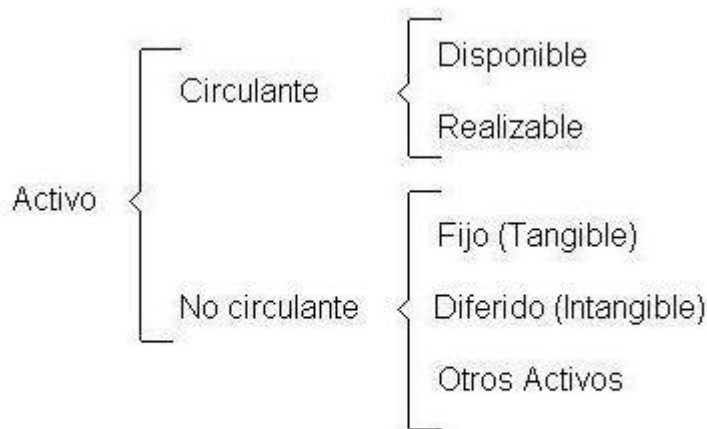 Activo
Circulante
Disponible
Realizable
No circulante
Fijo (Tangible)
Diferido (Intangible)
Otros Activos